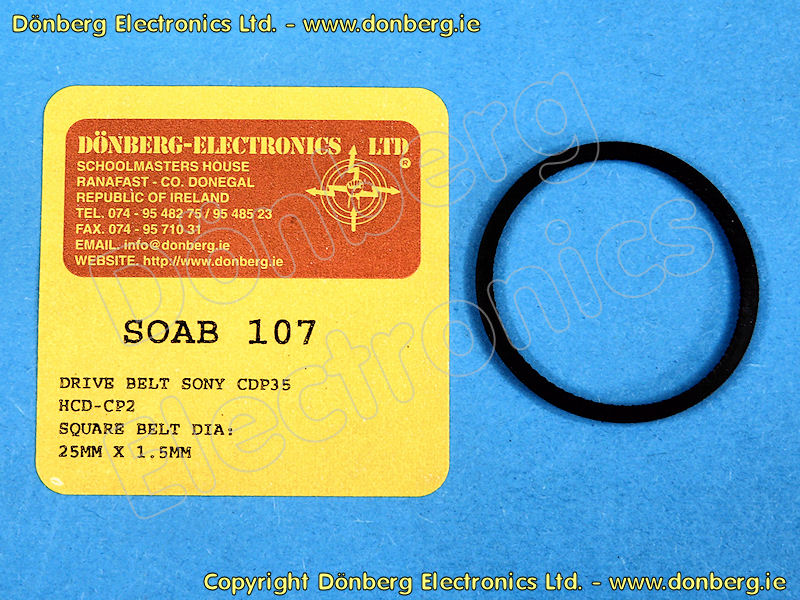 Dönberg Electronics Ltd. - www.donberg.ie
DÖNBERG-ELECTRONICS LTD
®
SCHOOLMASTERS HOUSE
RANAFAST - CO. DONEGAL
REPUBLIC OF IRELAND
TEL. 074 - 95 482 75 / 95 485 23
FAX. 074 - 95 710 31
EMAIL. info@donberg.ie
WEBSITE. http://www.donberg.ie
SOAB 107
DRIVE BELT SONY CDP35
HCD-CP2
SQUARE BELT DIA:
25MM X 1.5MM
Dönberg
Electronics
Copyright Dönberg Electronics Ltd. - www.donberg.ie